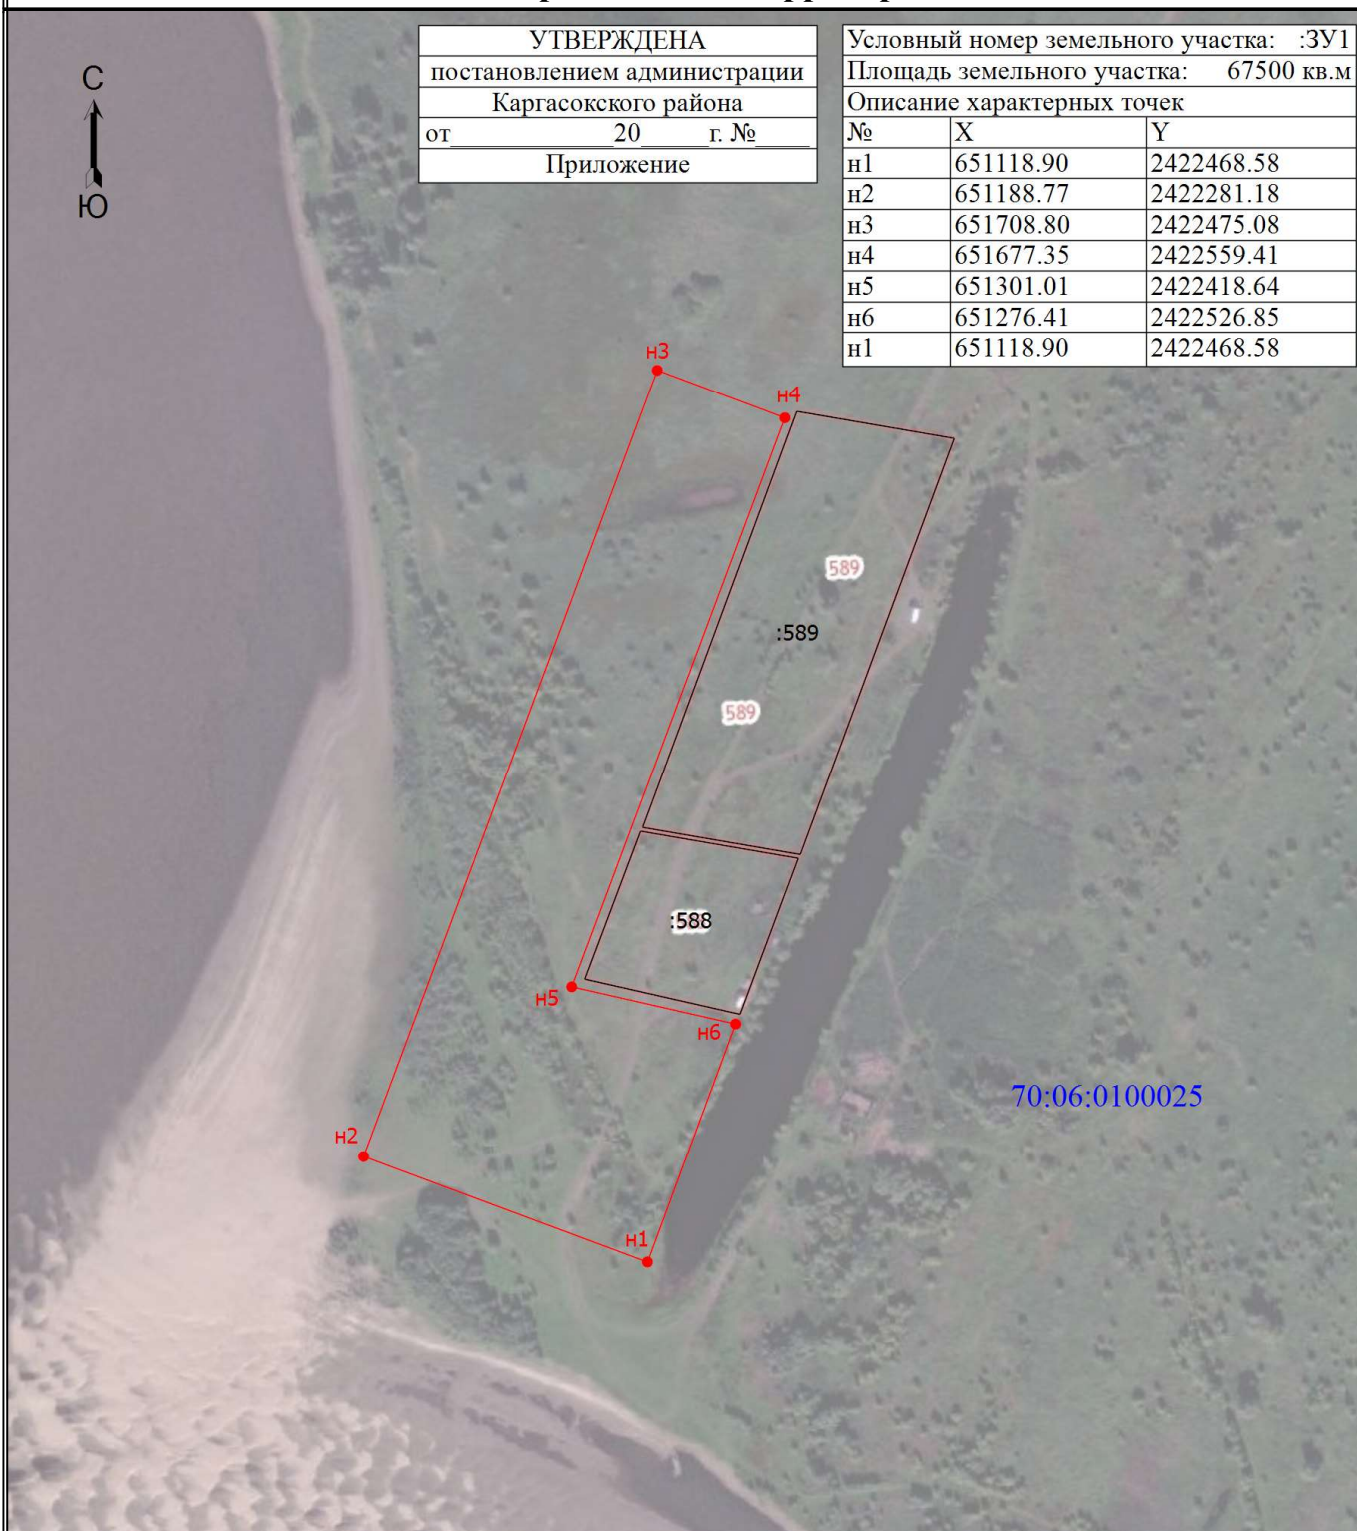 С
Ю
УТВЕРЖДЕНА
постановлением администрации
Каргасокского района
от 20 г. №
Приложение
Условный номер земельного участка: :ЗУ1
Площадь земельного участка: 67500 кв.м
Описание характерных точек
№ X Y
н1 651118.90 2422468.58
н2 651188.77 2422281.18
н3 651708.80 2422475.08
н4 651677.35 2422559.41
н5 651301.01 2422418.64
н6 651276.41 2422526.85
н1 651118.90 2422468.58
н3
н4
589
:589
589
:588
н5
н6
70:06:0100025
н2
н1